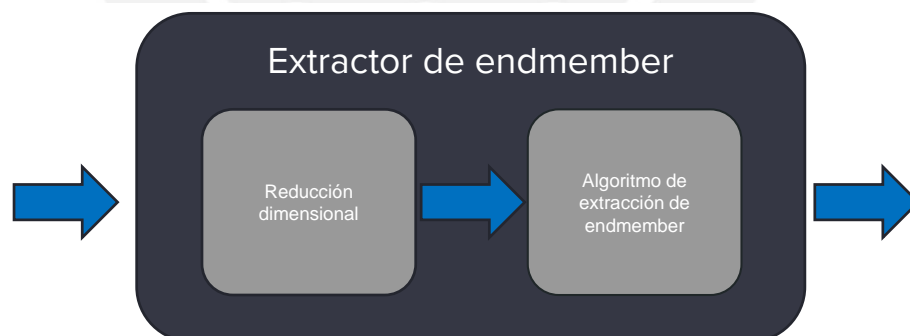 Extractor de endmember
Reducción
dimensional
Algoritmo de
extracción de
endmember